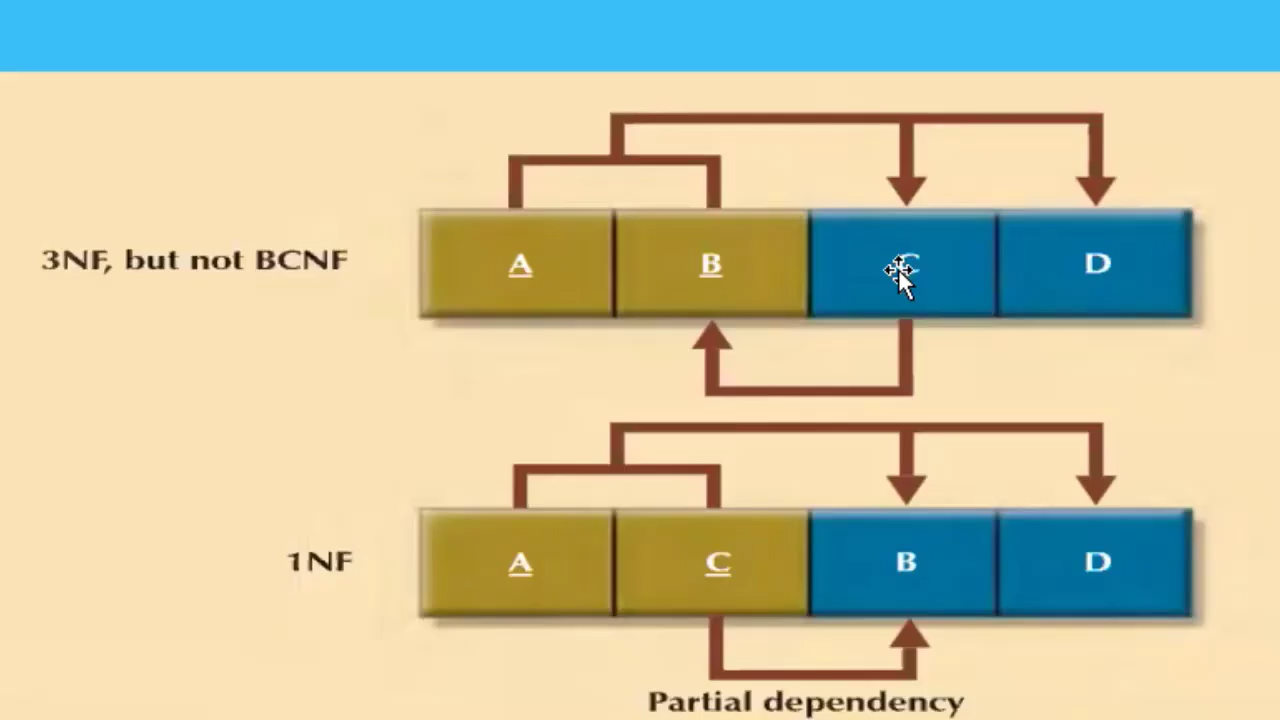 3NF, but not BCNF
A B C D
1NF
A C B D
Partial dependency